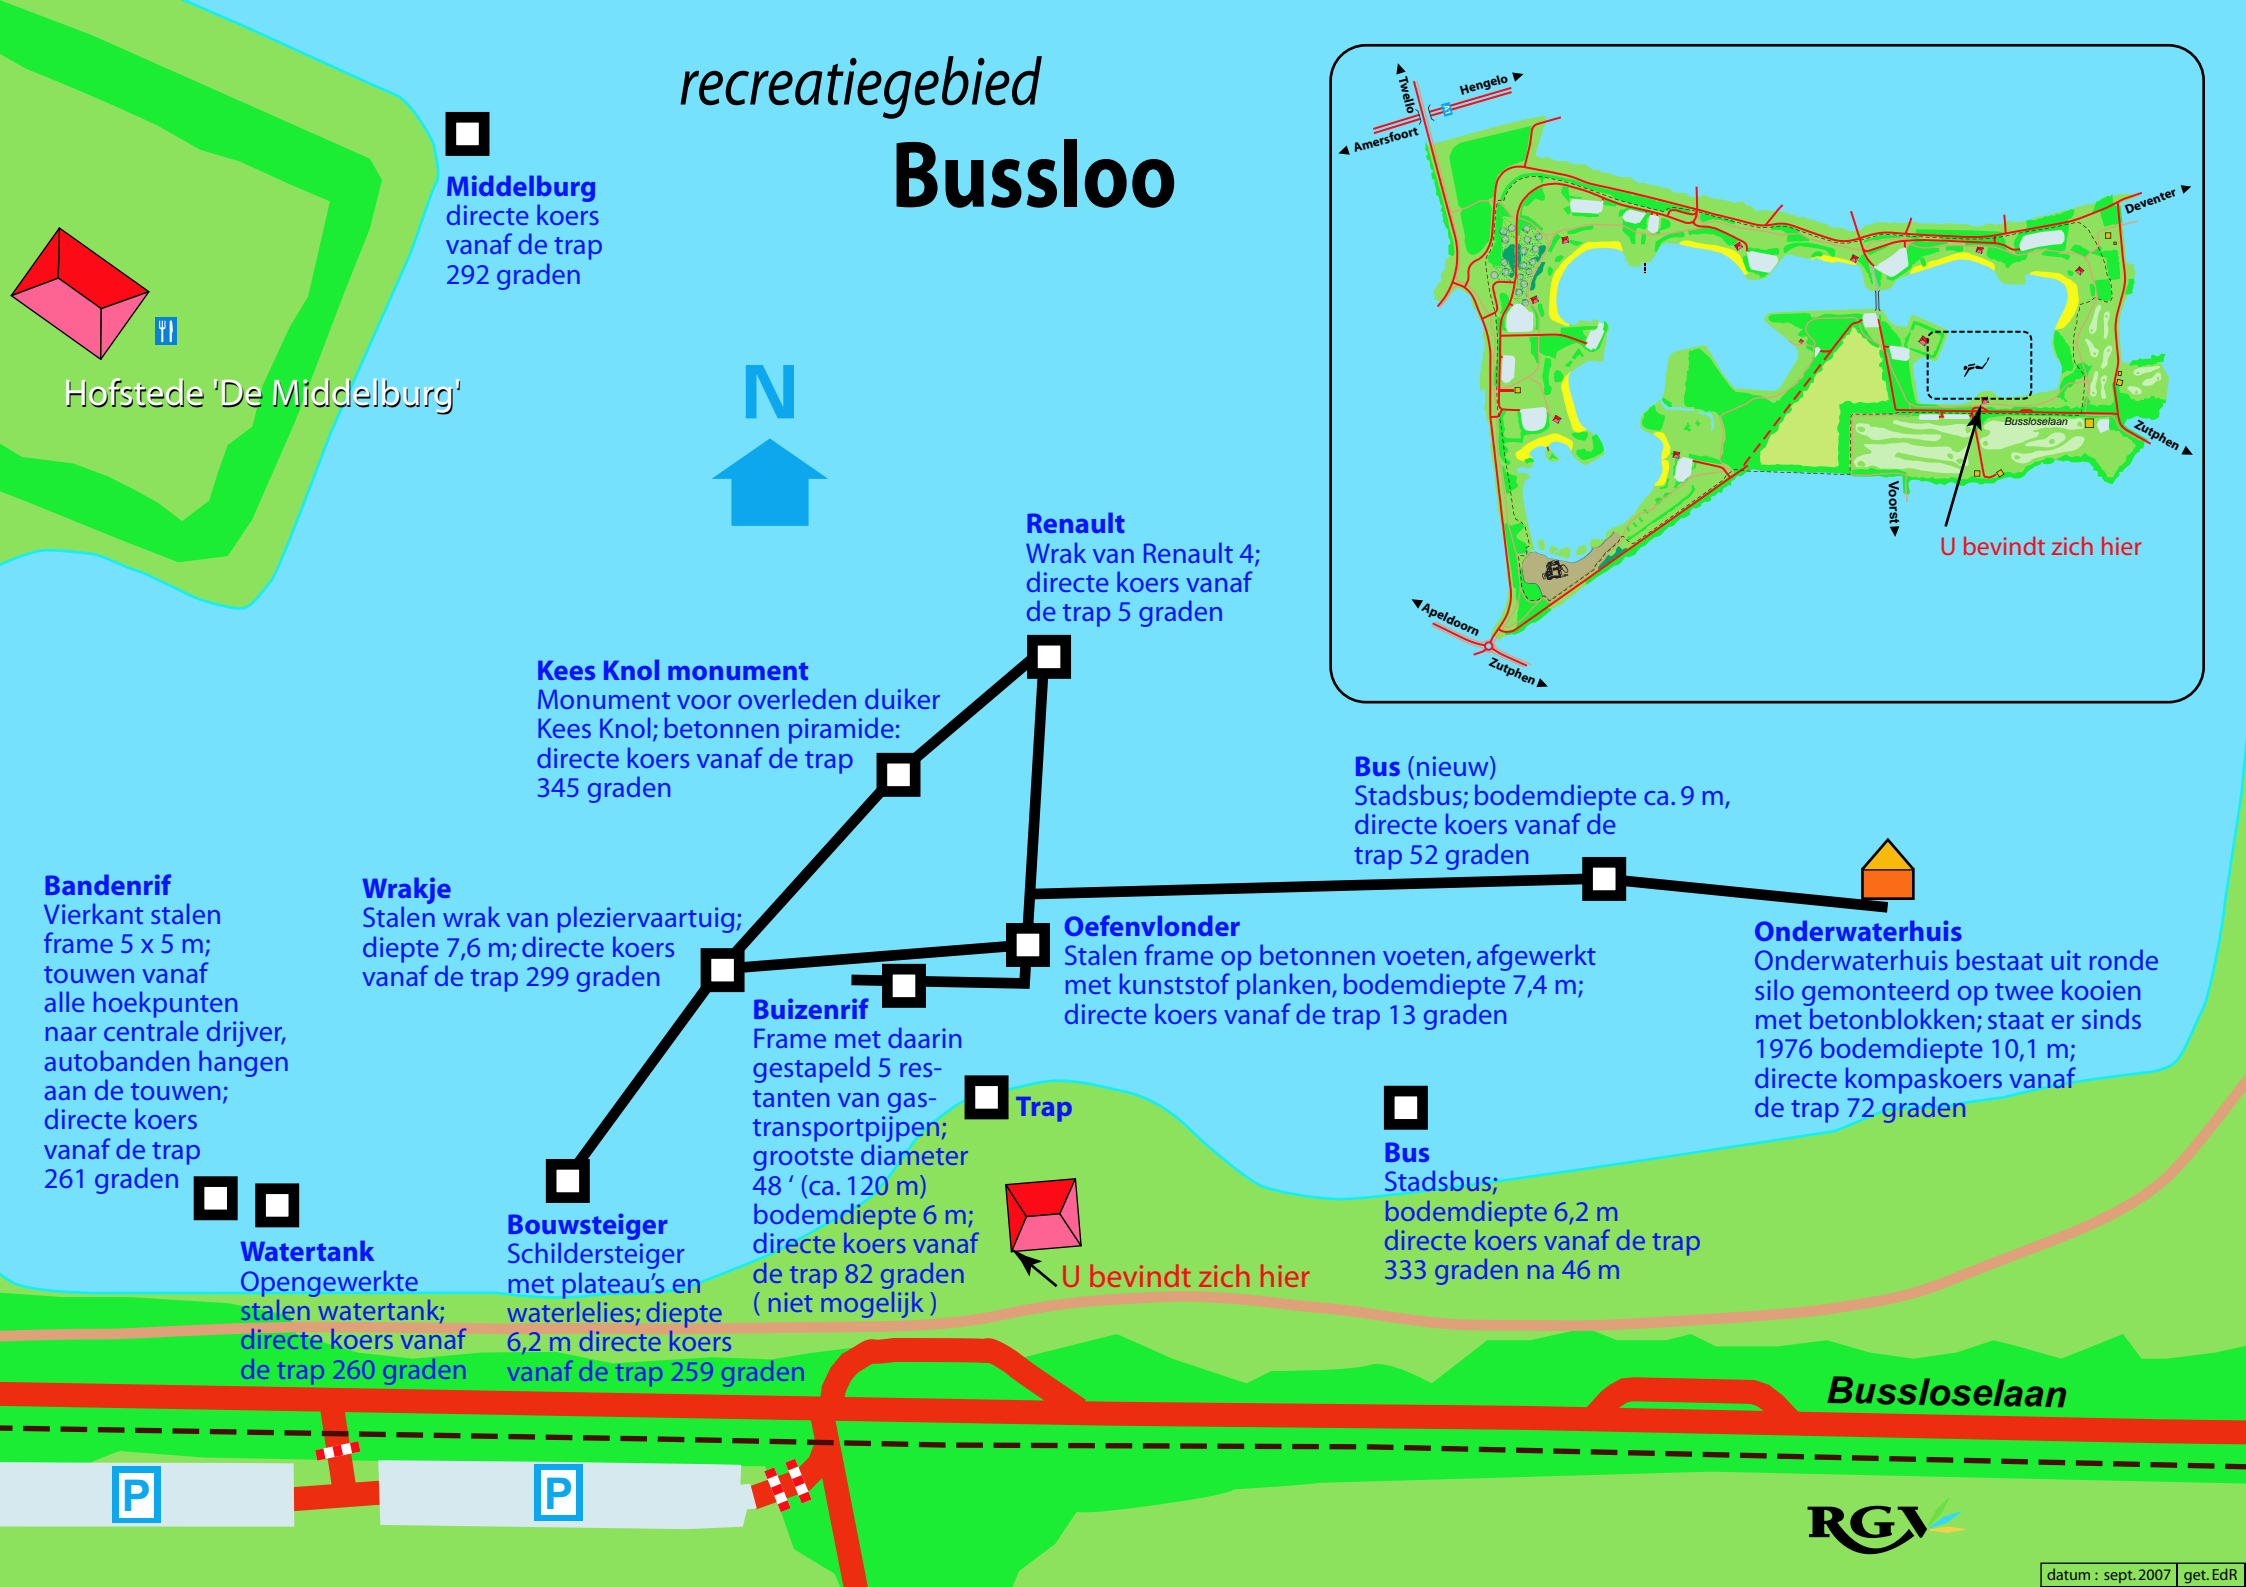 recreatiegebied
Bussloo
Middelburg
directe koers
vanaf de trap
292 graden
Hofstede 'De Middelburg'
N
Twello
Hengelo
Amersfoort
Deventer
Bussloselaan
Zutphen
Voorst
U bevindt zich hier
Apeldoorn
Zutphen
Renault
Wrak van Renault 4;
directe koers vanaf
de trap 5 graden
Kees Knol monument
Monument voor overleden duiker
Kees Knol; betonnen piramide:
directe koers vanaf de trap
345 graden
Bus (nieuw)
Stadsbus; bodemdiepte ca. 9 m,
directe koers vanaf de
trap 52 graden
Bandenrif
Vierkant stalen
frame 5 x 5 m;
touwen vanaf
alle hoekpunten
naar centrale drijver,
autobanden hangen
aan de touwen;
directe koers
vanaf de trap
261 graden
Wrakje
Stalen wrak van pleziervaartuig;
diepte 7,6 m; directe koers
vanaf de trap 299 graden
Oefenvlonder
Stalen frame op betonnen voeten, afgewerkt
met kunststof planken, bodemdiepte 7,4 m;
directe koers vanaf de trap 13 graden
Onderwaterhuis
Onderwaterhuis bestaat uit ronde
silo gemonteerd op twee kooien
met betonblokken; staat er sinds
1976 bodemdiepte 10,1 m;
directe kompaskoers vanaf
de trap 72 graden
Buizenrif
Frame met daarin
gestapeld 5 res-
tanten van gas-
transportpijpen;
grootste diameter
48 ‘ (ca. 120 m)
bodemdiepte 6 m;
directe koers vanaf
de trap 82 graden
( niet mogelijk )
Trap
Bus
Stadsbus;
bodemdiepte 6,2 m
directe koers vanaf de trap
333 graden na 46 m
Watertank
Opengewerkte
stalen watertank;
directe koers vanaf
de trap 260 graden
Bouwsteiger
Schildersteiger
met plateau’s en
waterlelies; diepte
6,2 m directe koers
vanaf de trap 259 graden
U bevindt zich hier
Bussloselaan
P
P
RGV
datum : sept. 2007
get. EdR